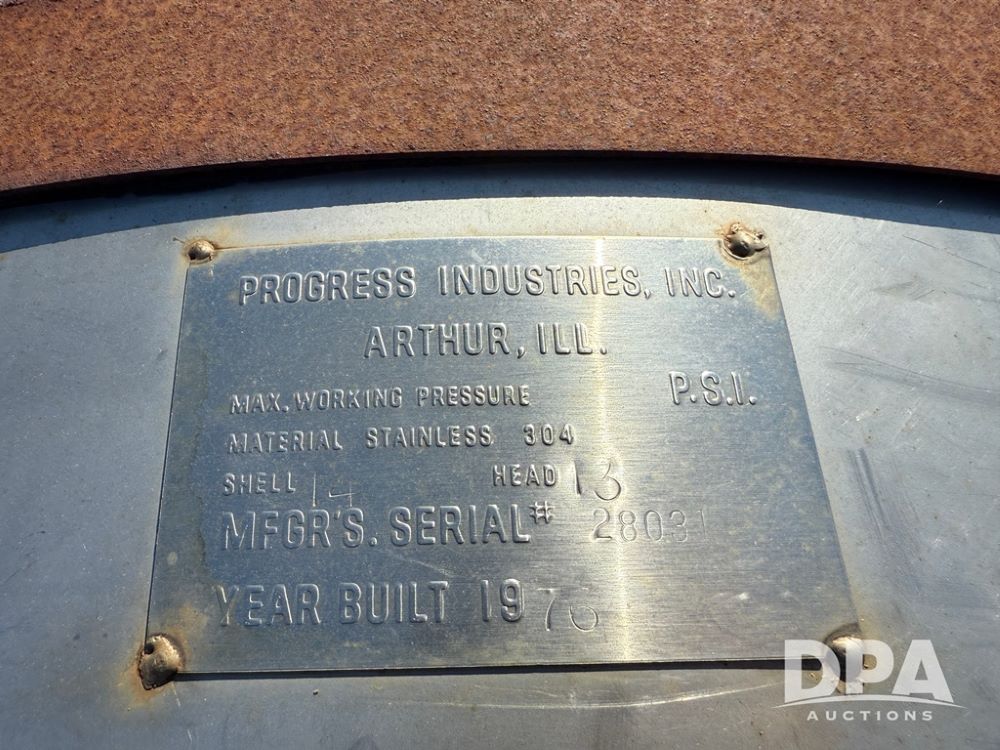 PROGRESS INDUSTRIES, INC.
ARTHUR, ILL.
MAX. WORKING PRESSURE P.S.I.
MATERIAL STAINLESS 304
SHELL 14 HEAD 13
MFGR'S. SERIAL# 28031
YEAR BUILT 1976
DPA
AUCTIONS